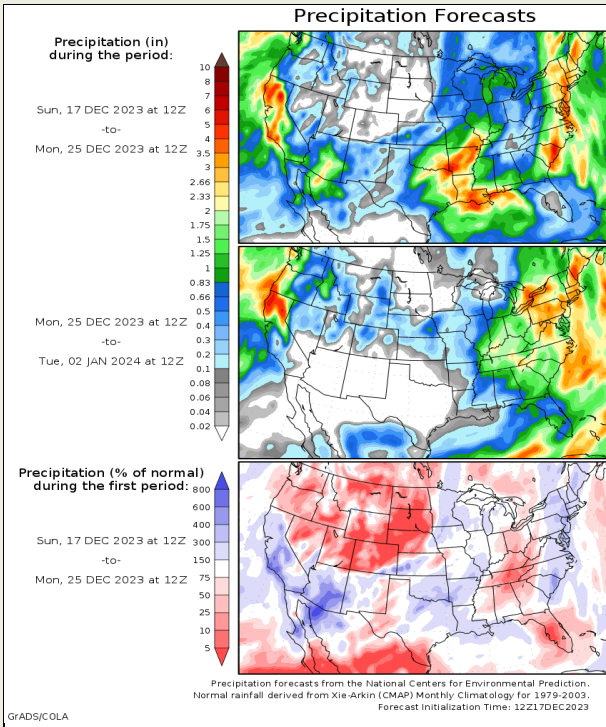 Precipitation Forecasts
Precipitation (in)
during the period:
Sun, 17 DEC 2023 at 12Z
-to-
Mon, 25 DEC 2023 at 12Z
10
8
7
6
5
4
3.5
3
2.66
2.33
2
1.75
1.5
1.25
1
0.83
0.66
0.5
0.4
0.3
0.2
0.1
0.08
0.06
0.04
0.02
Mon, 25 DEC 2023 at 12Z
-to-
Tue, 02 JAN 2024 at 12Z
Precipitation (% of normal)
during the first period:
Sun, 17 DEC 2023 at 12Z
-to-
Mon, 25 DEC 2023 at 12Z
800
600
400
300
150
75
50
25
10
5
Precipitation forecasts from the National Centers for Environmental Prediction.
Normal rainfall derived from Xie-Arkin (CMAP) Monthly Climatology for 1979-2003.
Forecast Initialization Time: 12Z17DEC2023
GrADS/COLA